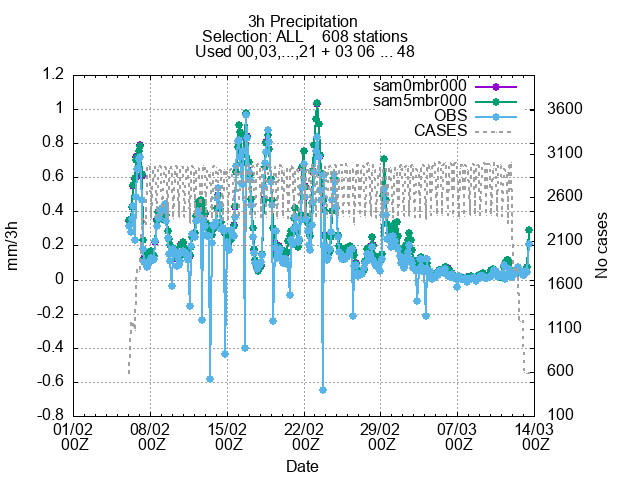 3h Precipitation
Selection: ALL    608 stations
Used 00,03,...,21 + 03 06 ... 48
sam0mbr000
sam5mbr000
OBS
CASES
mm/3h
1.2
1
0.8
0.6
0.4
0.2
0
-0.2
-0.4
-0.6
-0.8
No cases
3600
3100
2600
2100
1600
1100
600
100
01/02 08/02 15/02 22/02 29/02 07/03 14/03
00Z 00Z 00Z 00Z 00Z 00Z 00Z
Date